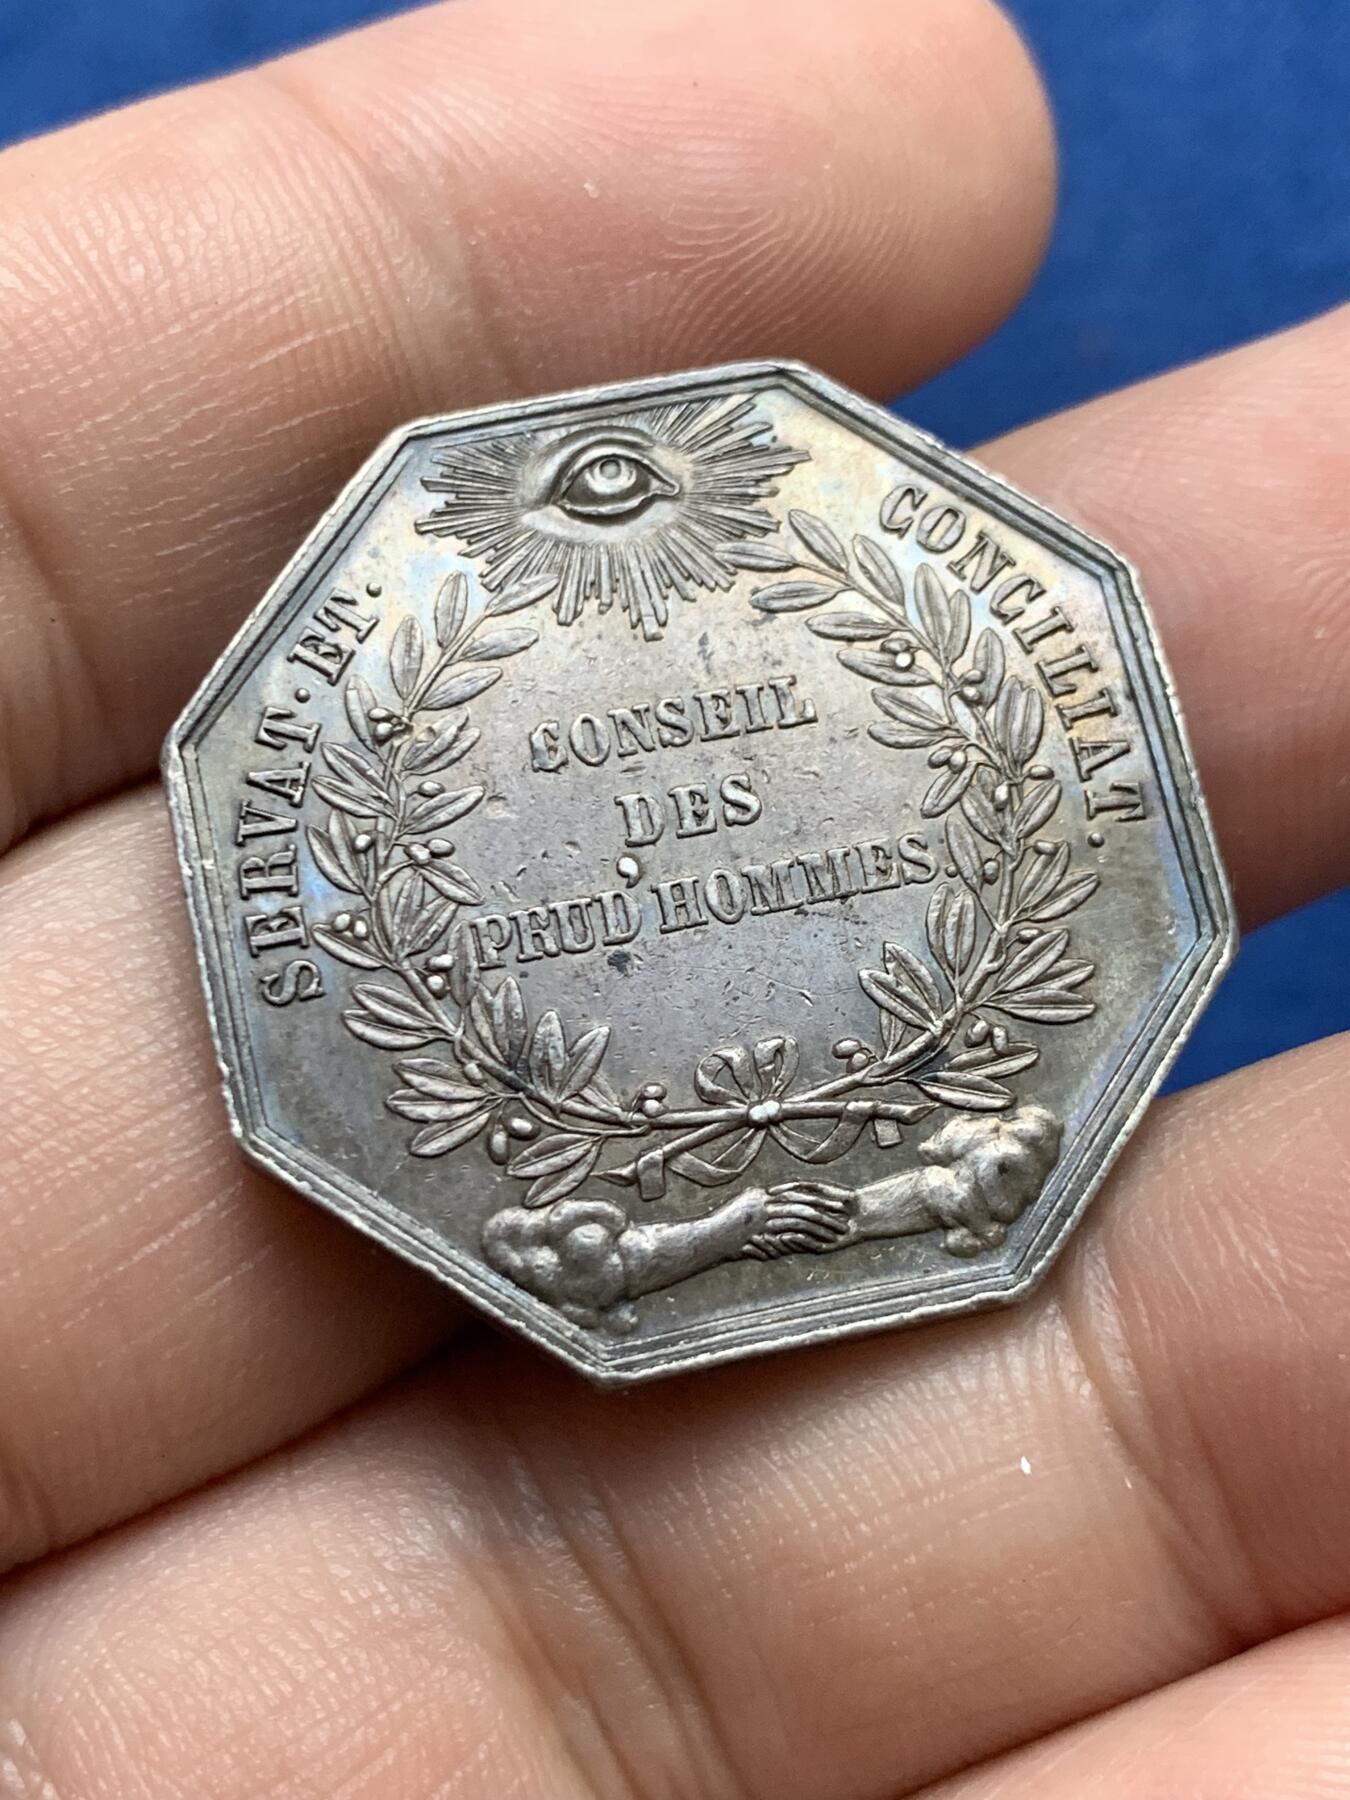 SERVAT·ET·
CONCILIAT.
CONSEIL
DES
PRUD'HOMMES.